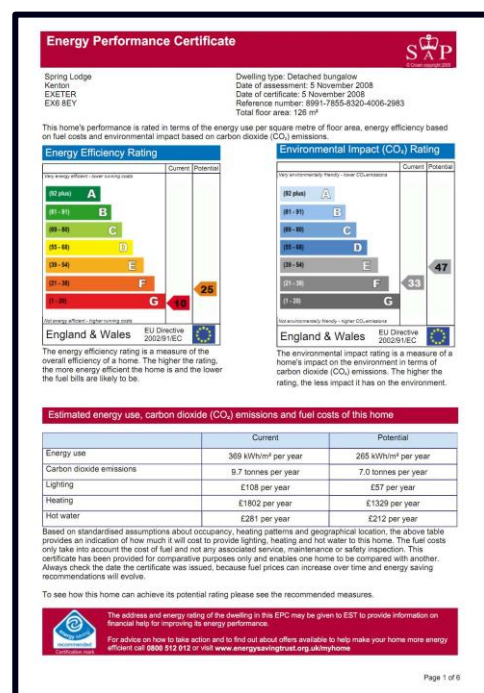 Energy Performance Certificate
SAP
© Crown copyright 2005
Spring Lodge
Kenton
EXETER
EX6 8EY
Dwelling type: Detached bungalow
Date of assessment: 5 November 2008
Date of certificate: 5 November 2008
Reference number: 8991-7855-8320-4006-2983
Total floor area: 126 m²
This home's performance is rated in terms of the energy use per square metre of floor area, energy efficiency based
on fuel costs and environmental impact based on carbon dioxide (CO₂) emissions.
Energy Efficiency Rating
Current Potential
Very energy efficient - lower running costs
(92 plus) A
(81 - 91) B
(69 - 80) C
(55 - 68) D
(39 - 54) E
(21 - 38) F
(1 - 20) G
10
25
Not energy efficient - higher running costs
England & Wales
EU Directive
2002/91/EC
The energy efficiency rating is a measure of the
overall efficiency of a home. The higher the rating,
the more energy efficient the home is and the lower
the fuel bills are likely to be.
Environmental Impact (CO₂) Rating
Current Potential
Very environmentally friendly - lower CO₂ emissions
(92 plus) A
(81 - 91) B
(69 - 80) C
(55 - 68) D
(39 - 54) E
(21 - 38) F
(1 - 20) G
33
47
Not environmentally friendly - higher CO₂ emissions
England & Wales
EU Directive
2002/91/EC
The environmental impact rating is a measure of a
home's impact on the environment in terms of
carbon dioxide (CO₂) emissions. The higher the
rating, the less impact it has on the environment.
Estimated energy use, carbon dioxide (CO₂) emissions and fuel costs of this home
Current Potential
Energy use 369 kWh/m² per year 265 kWh/m² per year
Carbon dioxide emissions 9.7 tonnes per year 7.0 tonnes per year
Lighting £108 per year £57 per year
Heating £1802 per year £1329 per year
Hot water £281 per year £212 per year
Based on standardised assumptions about occupancy, heating patterns and geographical location, the above table
provides an indication of how much it will cost to provide lighting, heating and hot water to this home. The fuel costs
only take into account the cost of fuel and not any associated service, maintenance or safety inspection. This
certificate has been provided for comparative purposes only and enables one home to be compared with another.
Always check the date the certificate was issued, because fuel prices can increase over time and energy saving
recommendations will evolve.
To see how this home can achieve its potential rating please see the recommended measures.
energy saving
recommended
Certification mark
The address and energy rating of the dwelling in this EPC may be given to EST to provide information on
financial help for improving its energy performance.
For advice on how to take action and to find out about offers available to help make your home more energy
efficient call 0800 512 012 or visit www.energysavingtrust.org.uk/myhome
Page 1 of 6